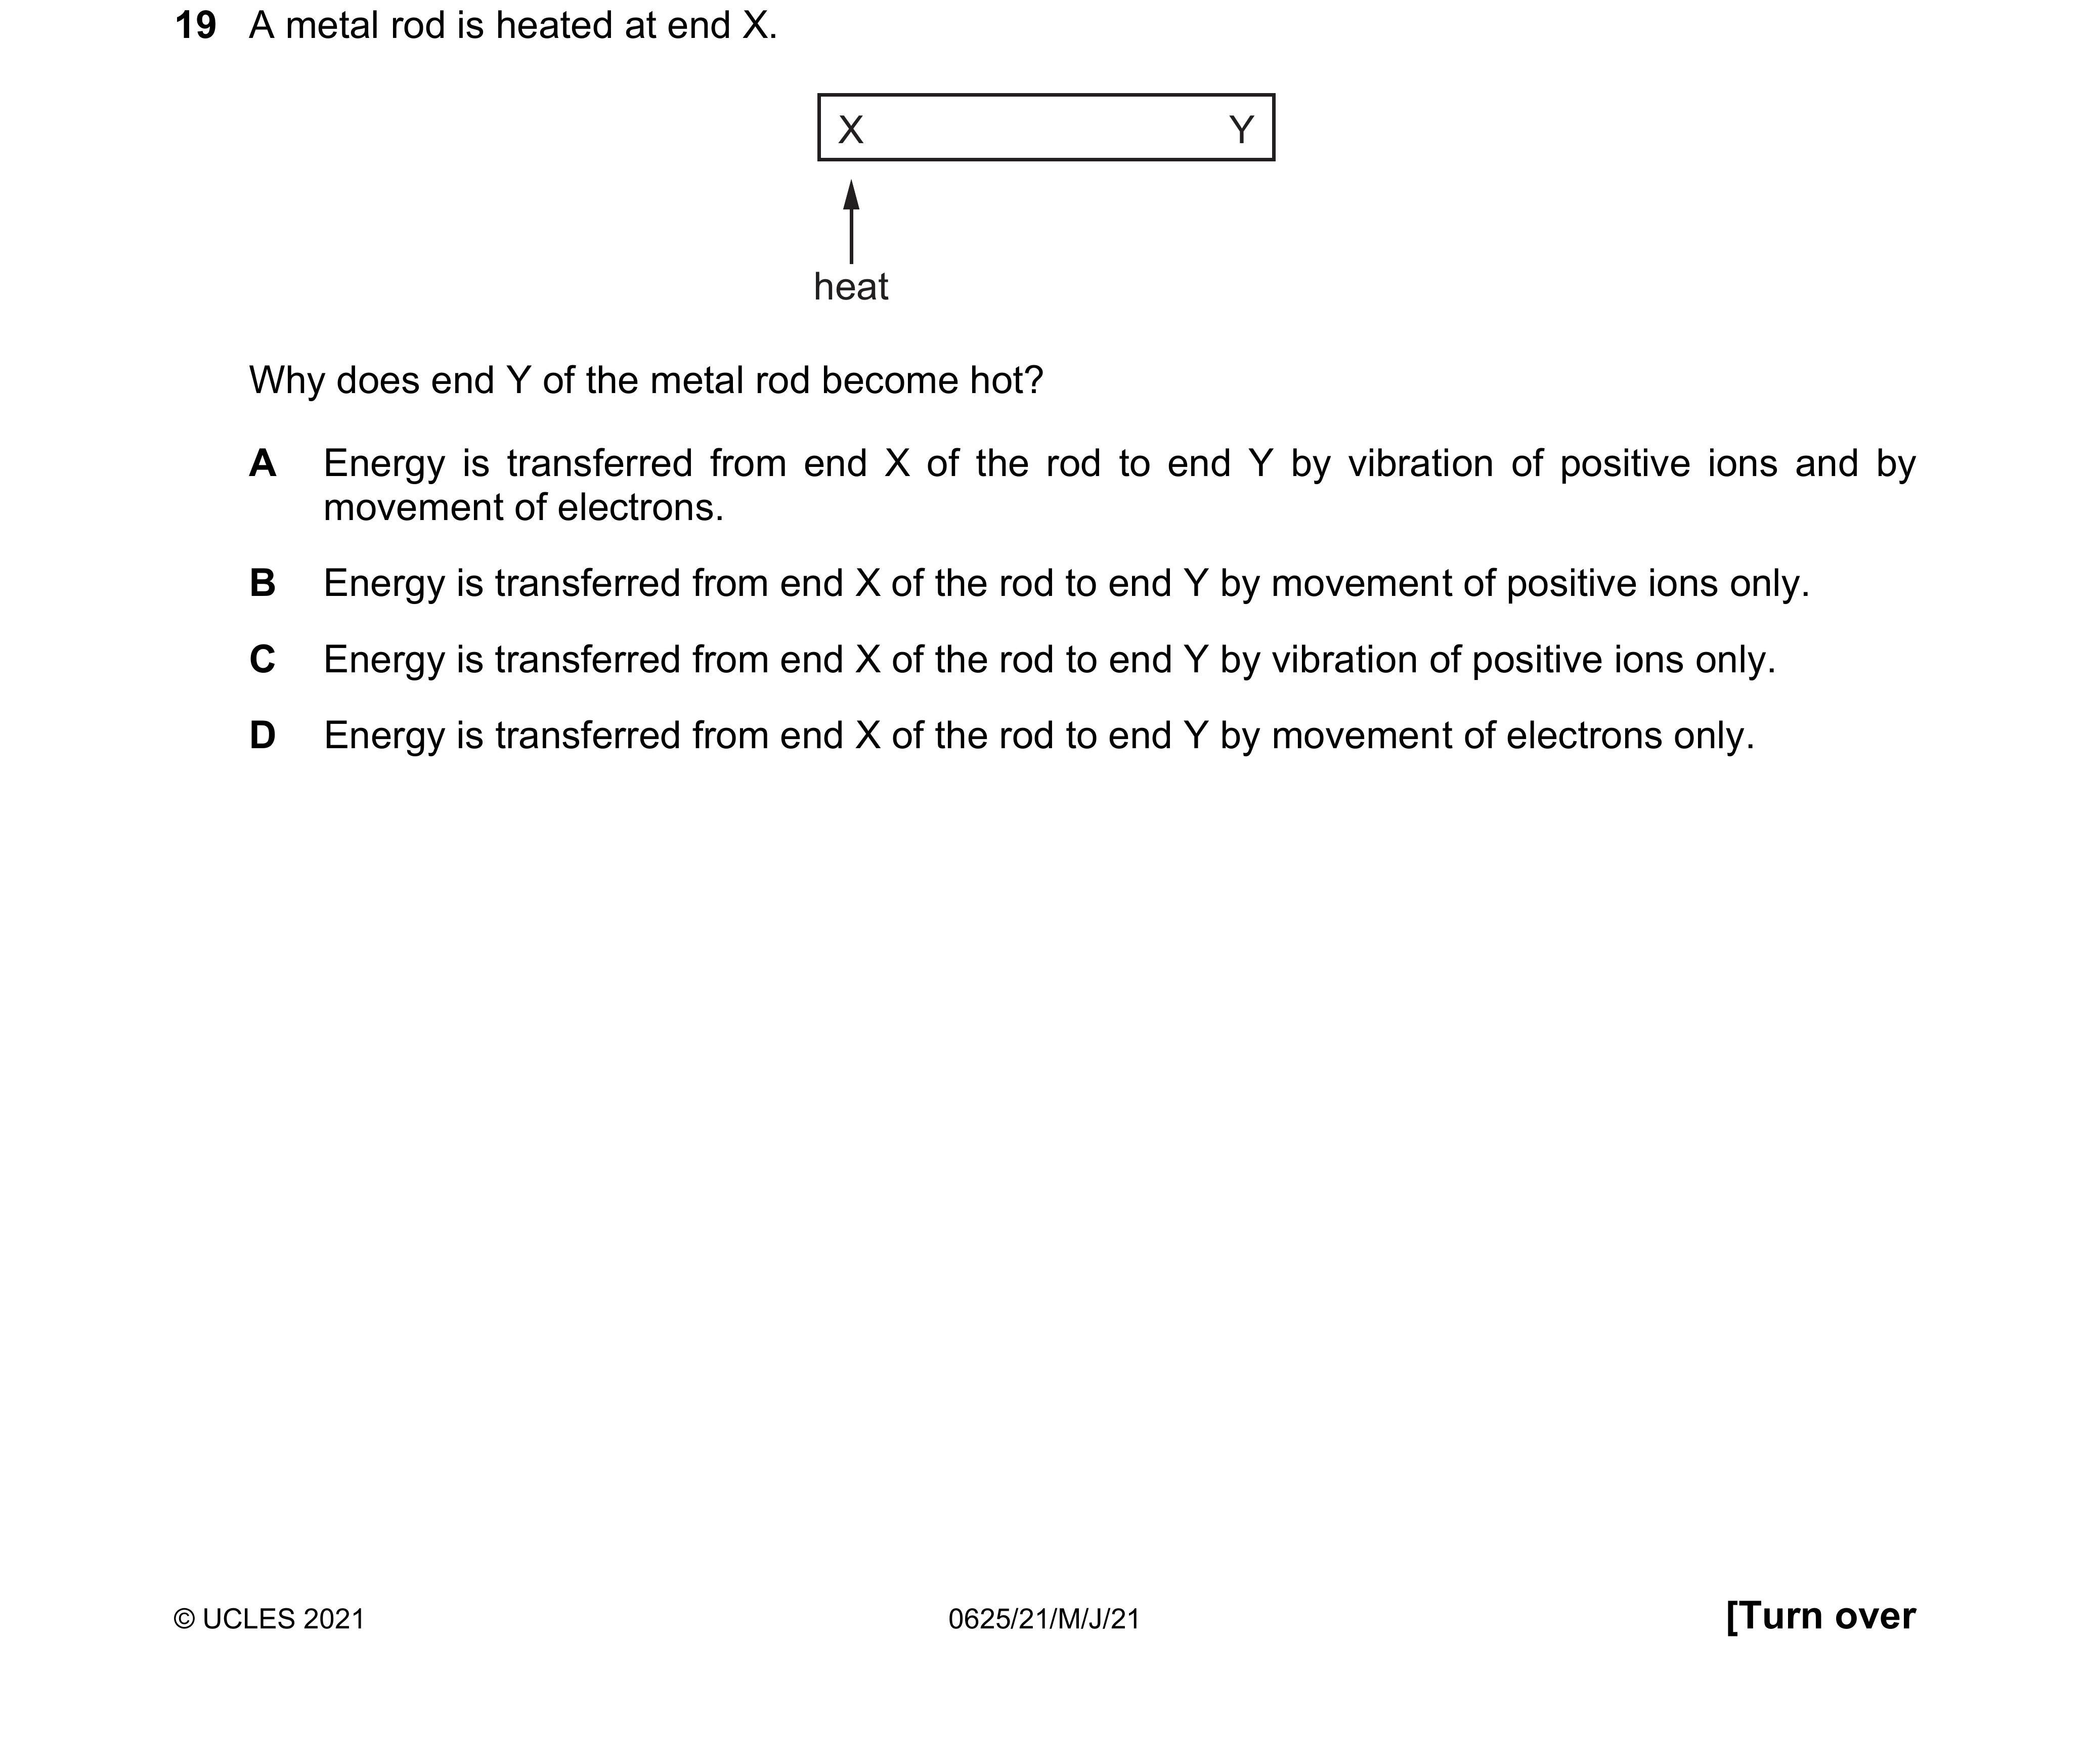 19 A metal rod is heated at end X.
X Y
heat
Why does end Y of the metal rod become hot?
A Energy is transferred from end X of the rod to end Y by vibration of positive ions and by
movement of electrons.
B Energy is transferred from end X of the rod to end Y by movement of positive ions only.
C Energy is transferred from end X of the rod to end Y by vibration of positive ions only.
D Energy is transferred from end X of the rod to end Y by movement of electrons only.
© UCLES 2021 0625/21/M/J/21 [Turn over